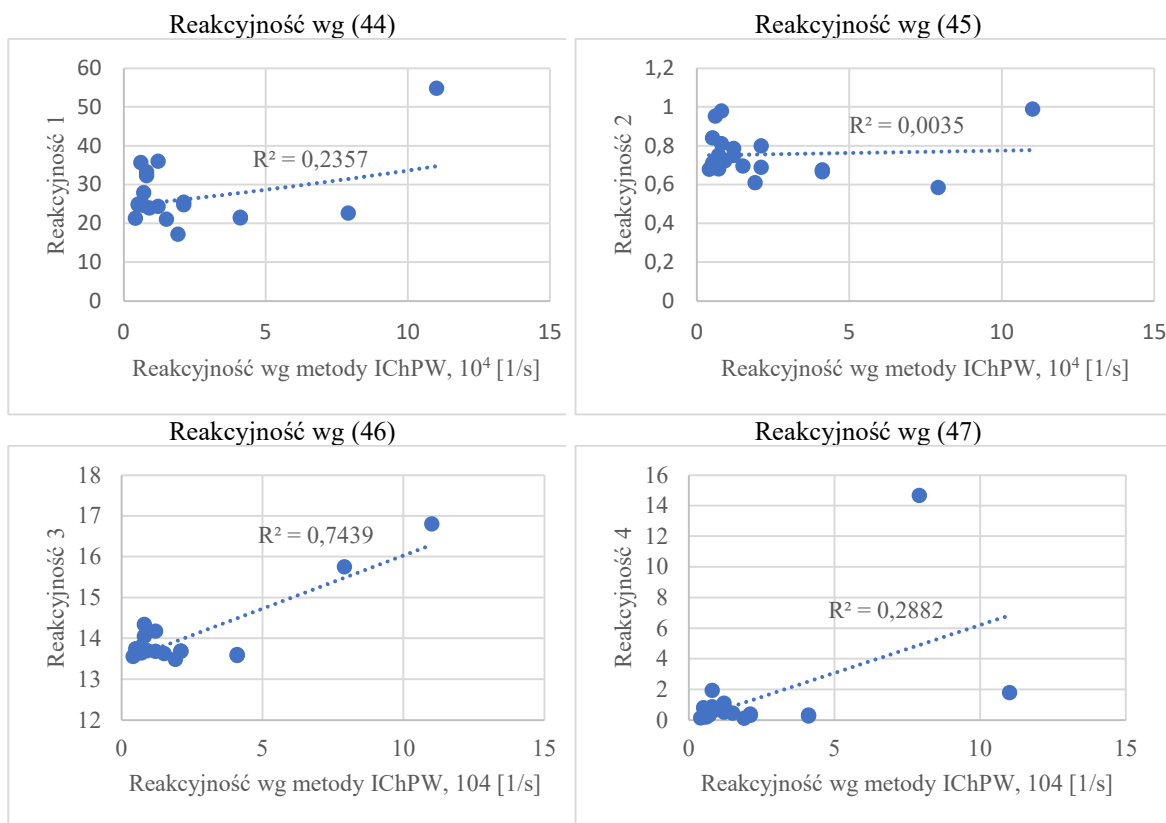 Reakcyjność wg (44)
60
50
40
30
20
10
0
0 5 10 15
Reakcyjność 1
R² = 0,2357
Reakcyjność wg metody IChPW, 10⁴ [1/s]
Reakcyjność wg (45)
1,2
1
0,8
0,6
0,4
0,2
0
0 5 10 15
Reakcyjność 2
R² = 0,0035
Reakcyjność wg metody IChPW, 10⁴ [1/s]
Reakcyjność wg (46)
18
17
16
15
14
13
12
0 5 10 15
Reakcyjność 3
R² = 0,7439
Reakcyjność wg metody IChPW, 104 [1/s]
Reakcyjność wg (47)
16
14
12
10
8
6
4
2
0
0 5 10 15
Reakcyjność 4
R² = 0,2882
Reakcyjność wg metody IChPW, 104 [1/s]